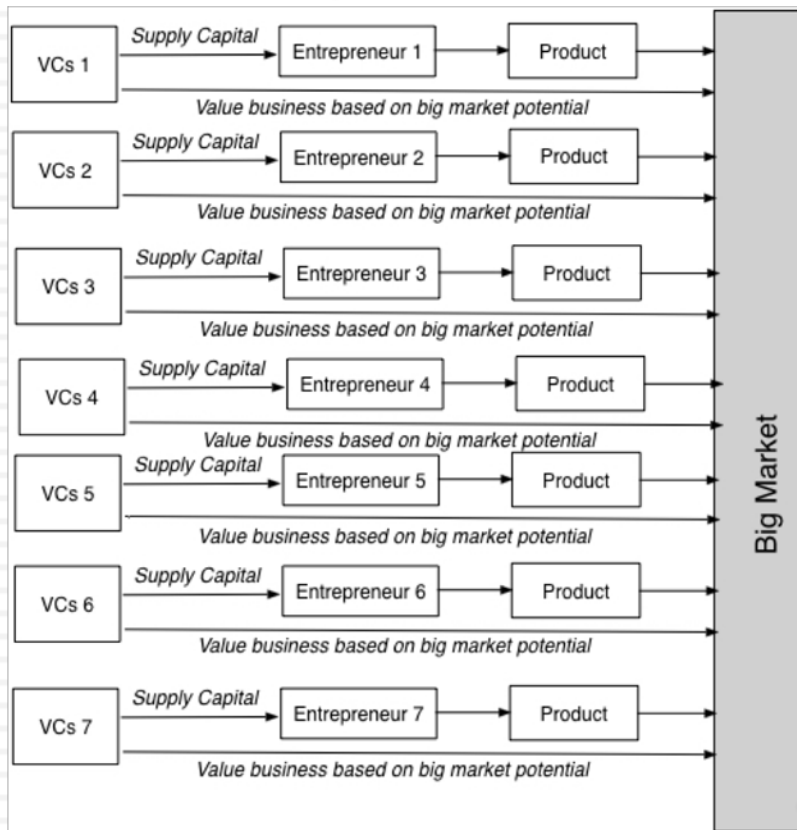 Supply Capital
VCs 1
Entrepreneur 1
Product
Value business based on big market potential
Supply Capital
VCs 2
Entrepreneur 2
Product
Value business based on big market potential
Supply Capital
VCs 3
Entrepreneur 3
Product
Value business based on big market potential
Supply Capital
VCs 4
Entrepreneur 4
Product
Value business based on big market potential
Supply Capital
VCs 5
Entrepreneur 5
Product
Value business based on big market potential
Supply Capital
VCs 6
Entrepreneur 6
Product
Value business based on big market potential
Supply Capital
VCs 7
Entrepreneur 7
Product
Value business based on big market potential
Big Market